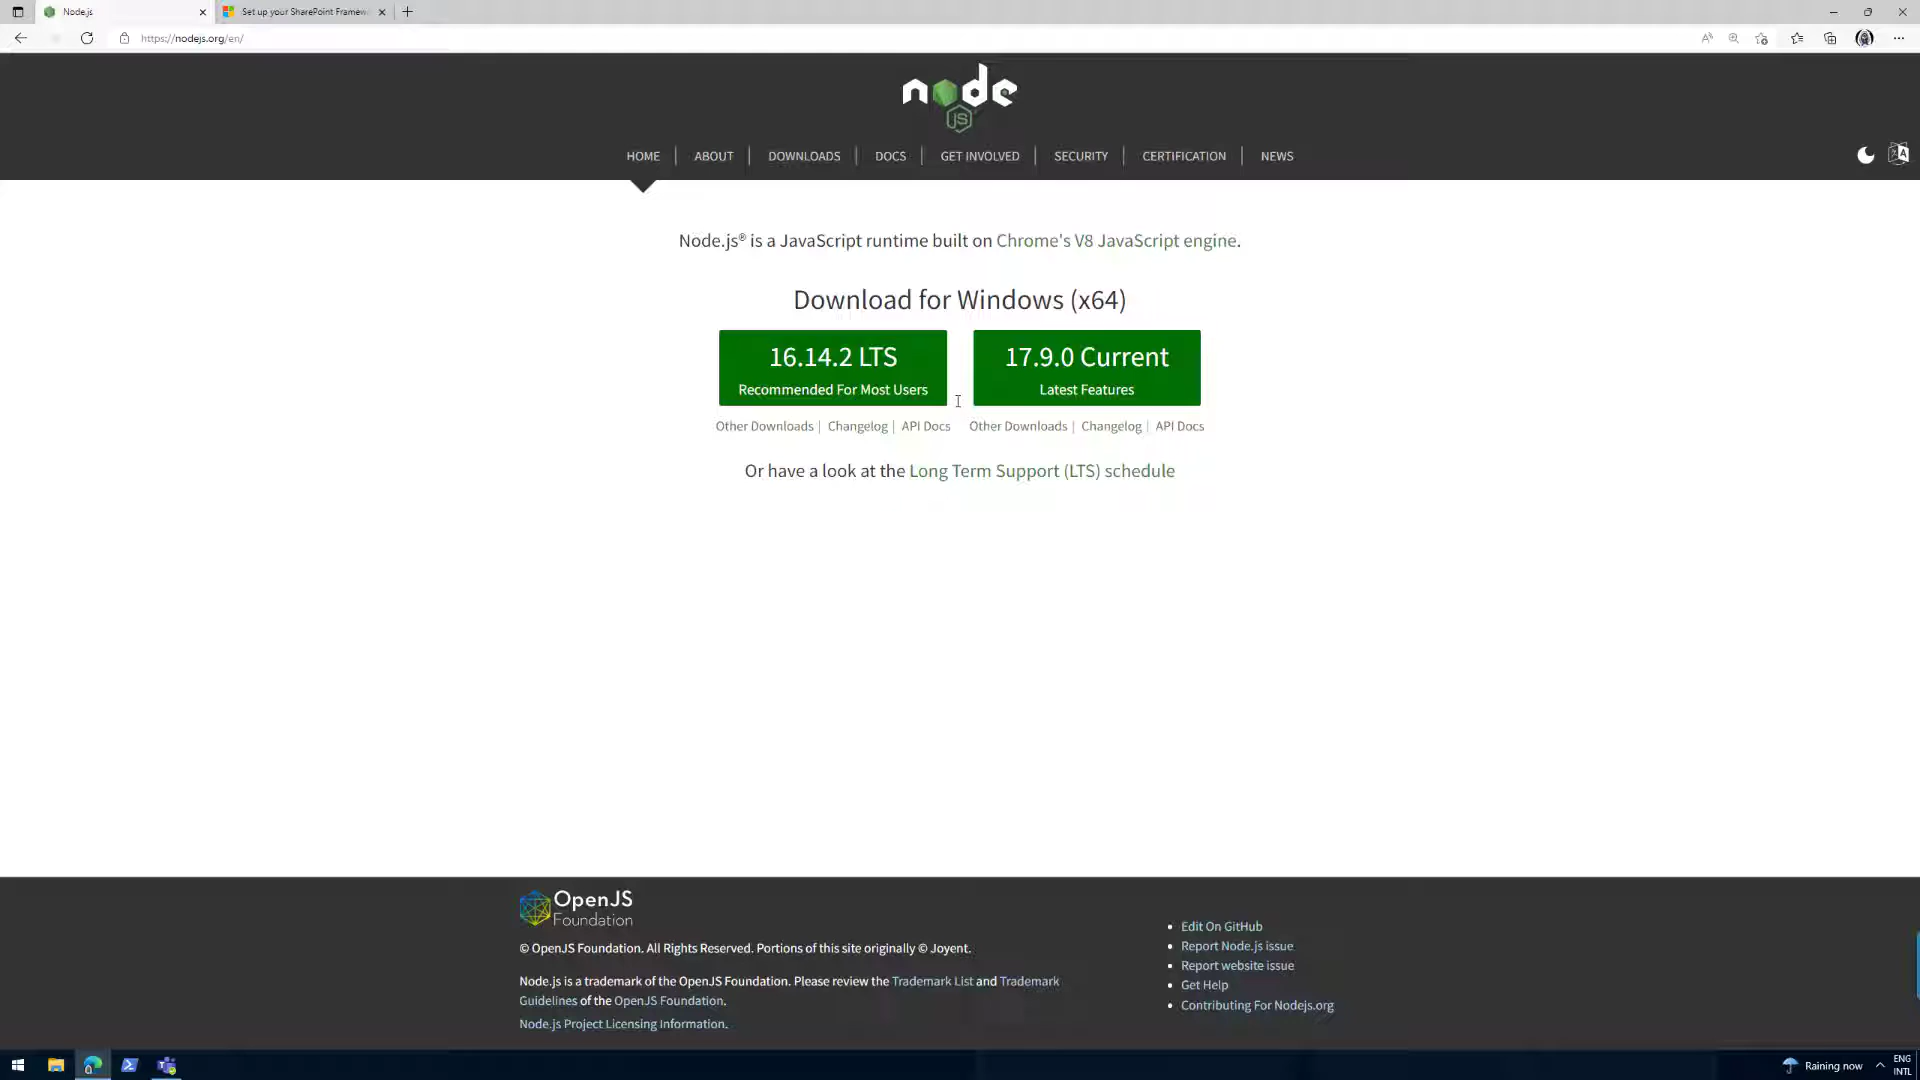 Node.js
Set up your SharePoint Framew
https://nodejs.org/en/
node
JS
HOME
ABOUT
DOWNLOADS
DOCS
GET INVOLVED
SECURITY
CERTIFICATION
NEWS
Node.js® is a JavaScript runtime built on Chrome's V8 JavaScript engine.
Download for Windows (x64)
16.14.2 LTS
Recommended For Most Users
17.9.0 Current
Latest Features
Other Downloads | Changelog | API Docs
Other Downloads | Changelog | API Docs
Or have a look at the Long Term Support (LTS) schedule
OpenJS
Foundation
© OpenJS Foundation. All Rights Reserved. Portions of this site originally © Joyent.
Node.js is a trademark of the OpenJS Foundation. Please review the Trademark List and Trademark
Guidelines of the OpenJS Foundation.
Node.js Project Licensing Information.
Edit On GitHub
Report Node.js issue
Report website issue
Get Help
Contributing For Nodejs.org
Raining now
ENG
INTL